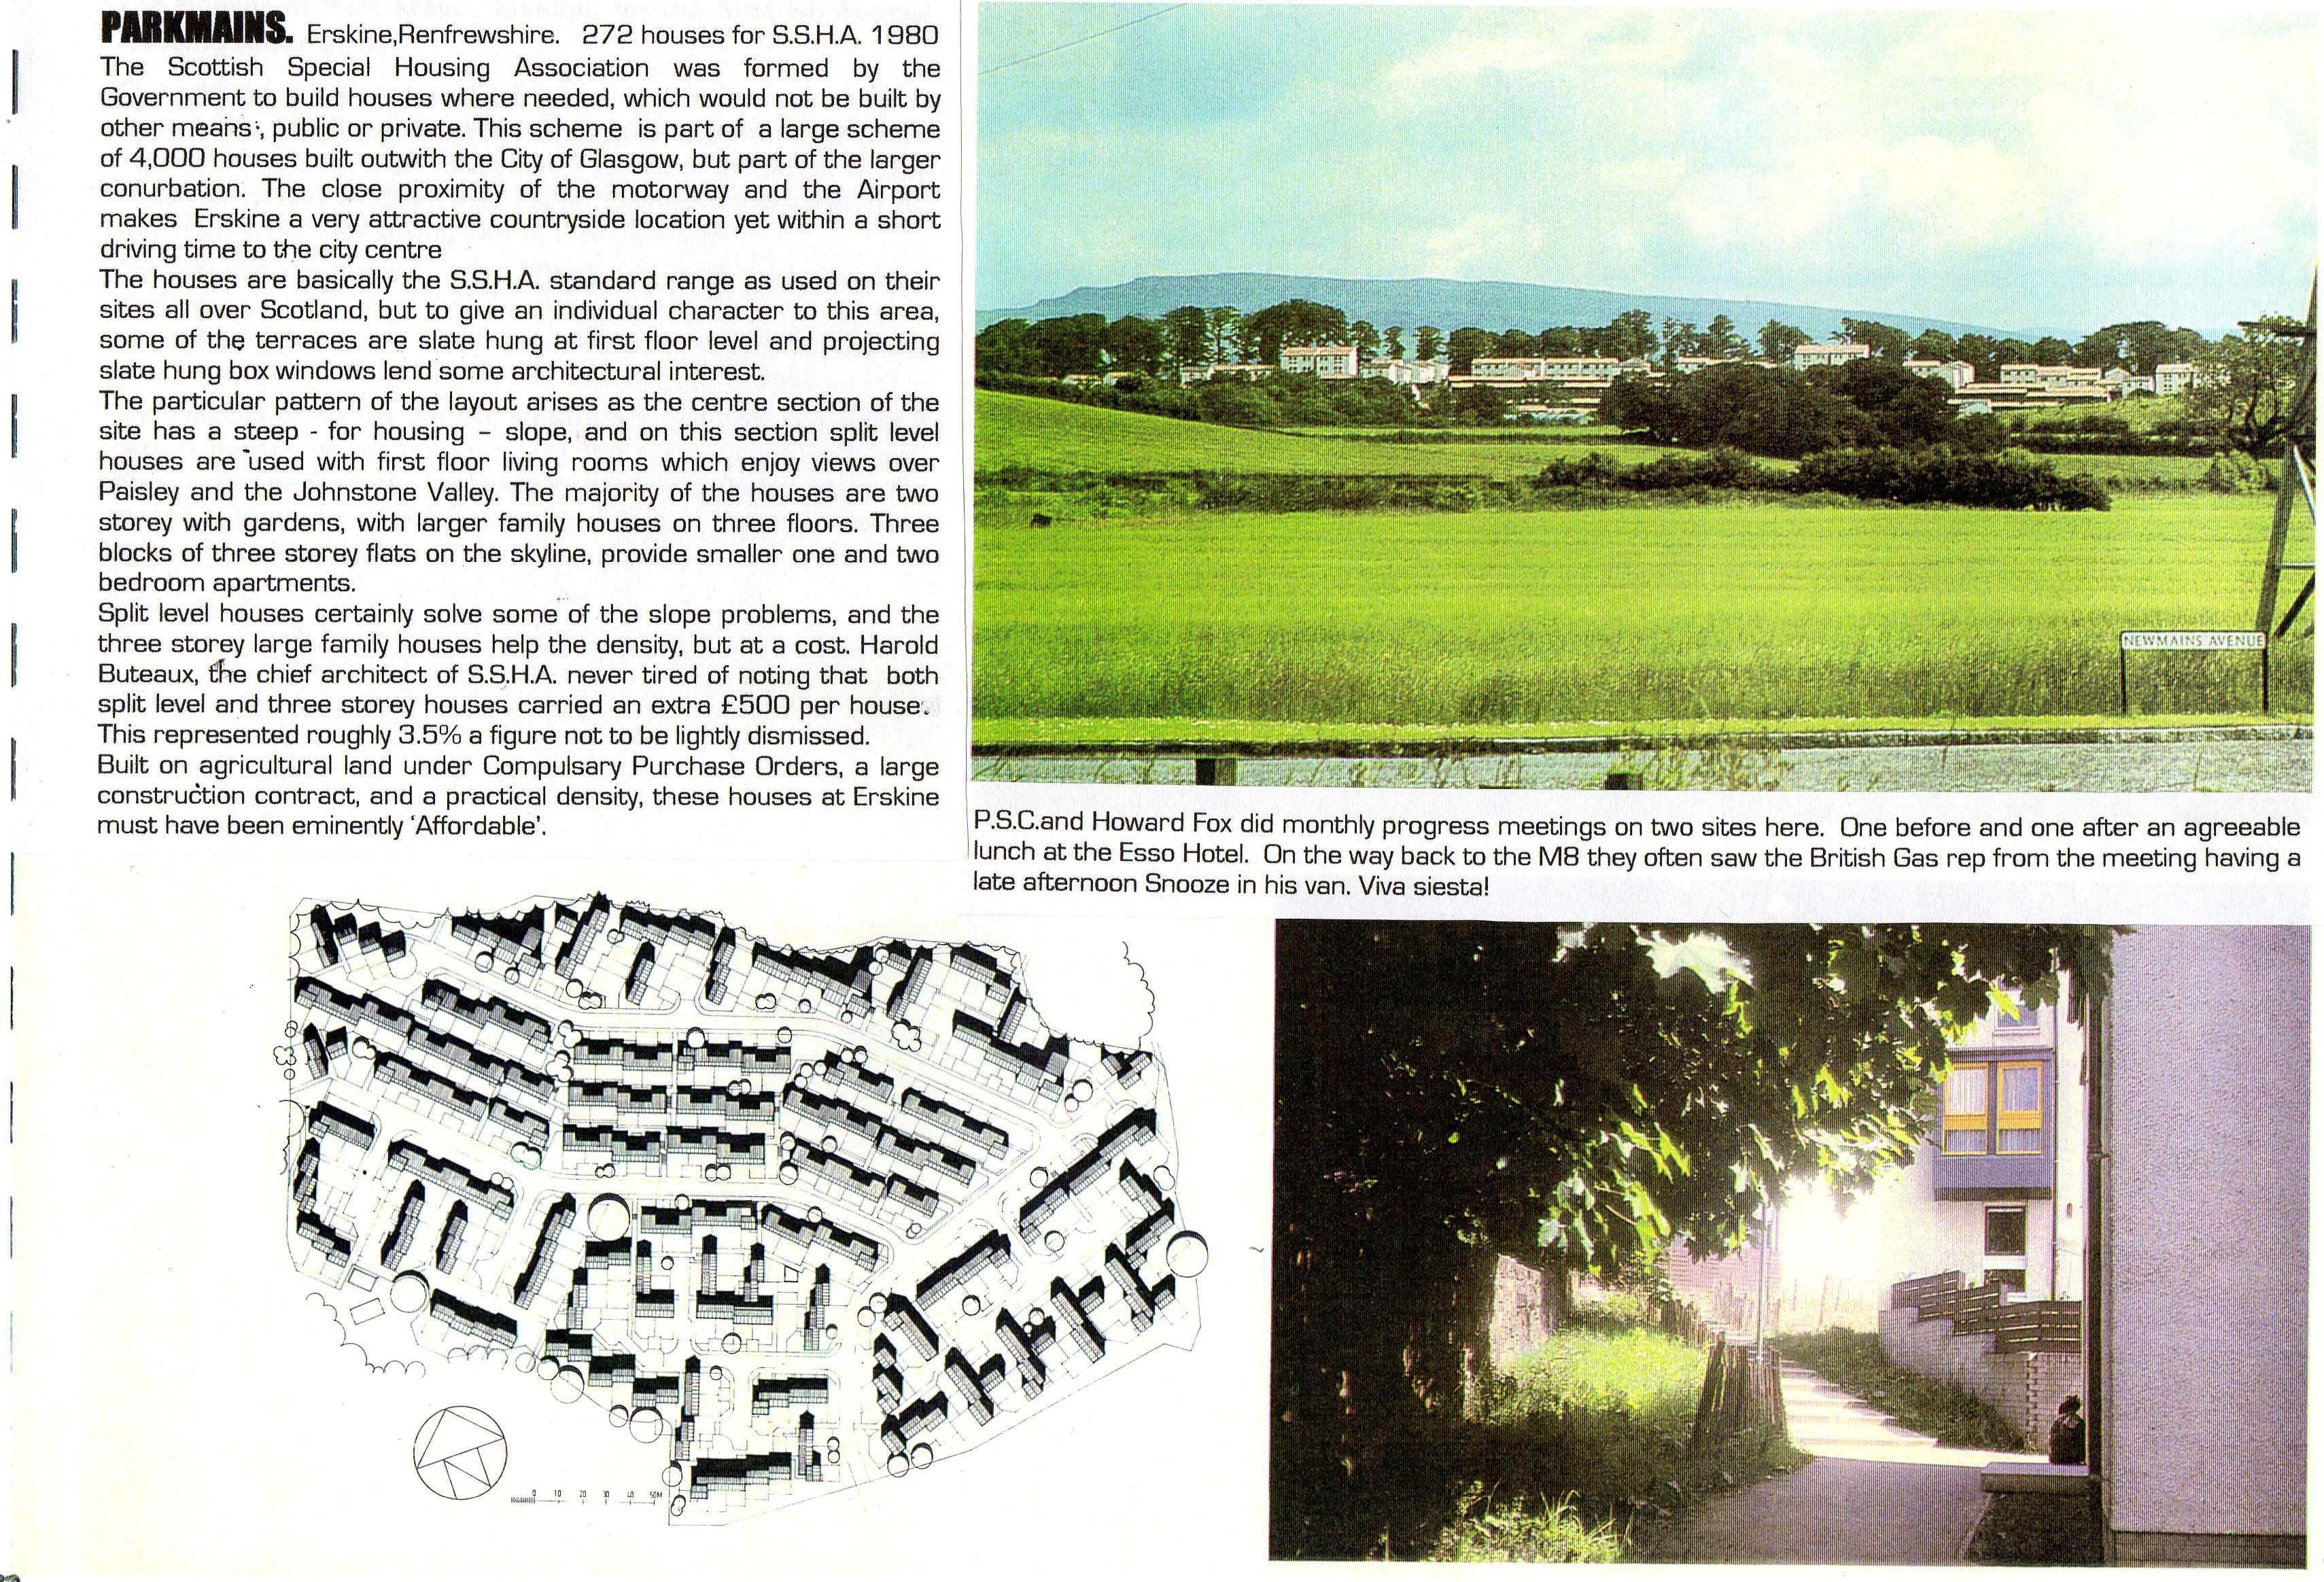 PARKMAINS. Erskine,Renfrewshire. 272 houses for S.S.H.A. 1980
The Scottish Special Housing Association was formed by the
Government to build houses where needed, which would not be built by
other means, public or private. This scheme is part of a large scheme
of 4,000 houses built outwith the City of Glasgow, but part of the larger
conurbation. The close proximity of the motorway and the Airport
makes Erskine a very attractive countryside location yet within a short
driving time to the city centre
The houses are basically the S.S.H.A. standard range as used on their
sites all over Scotland, but to give an individual character to this area,
some of the terraces are slate hung at first floor level and projecting
slate hung box windows lend some architectural interest.
The particular pattern of the layout arises as the centre section of the
site has a steep - for housing – slope, and on this section split level
houses are used with first floor living rooms which enjoy views over
Paisley and the Johnstone Valley. The majority of the houses are two
storey with gardens, with larger family houses on three floors. Three
blocks of three storey flats on the skyline, provide smaller one and two
bedroom apartments.
Split level houses certainly solve some of the slope problems, and the
three storey large family houses help the density, but at a cost. Harold
Buteaux, the chief architect of S.S.H.A. never tired of noting that both
split level and three storey houses carried an extra £500 per house.
This represented roughly 3.5% a figure not to be lightly dismissed.
Built on agricultural land under Compulsary Purchase Orders, a large
construction contract, and a practical density, these houses at Erskine
must have been eminently ‘Affordable’.
NEWMAINS AVENUE
P.S.C.and Howard Fox did monthly progress meetings on two sites here. One before and one after an agreeable
lunch at the Esso Hotel. On the way back to the M8 they often saw the British Gas rep from the meeting having a
late afternoon Snooze in his van. Viva siesta!
0 10 20 30 40 50M